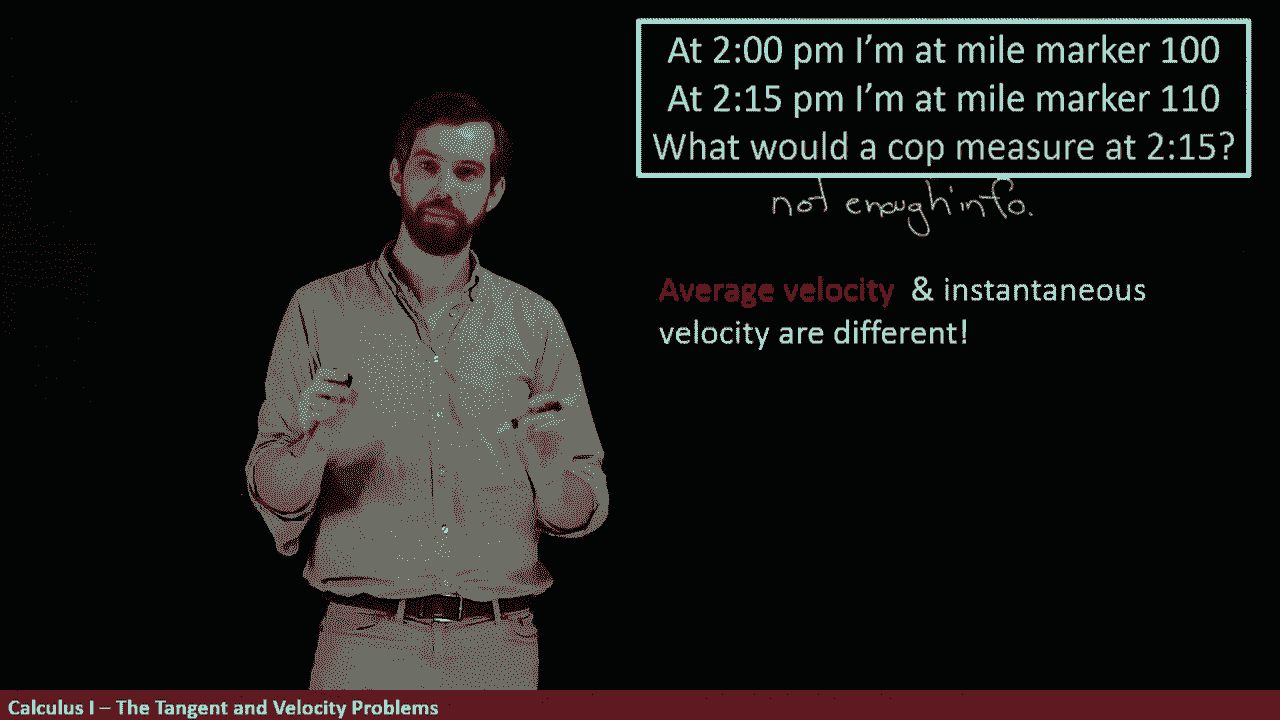 At 2:00 pm I’m at mile marker 100
At 2:15 pm I’m at mile marker 110
What would a cop measure at 2:15?
not enough info.
Average velocity & instantaneous
velocity are different!
Calculus I – The Tangent and Velocity Problems